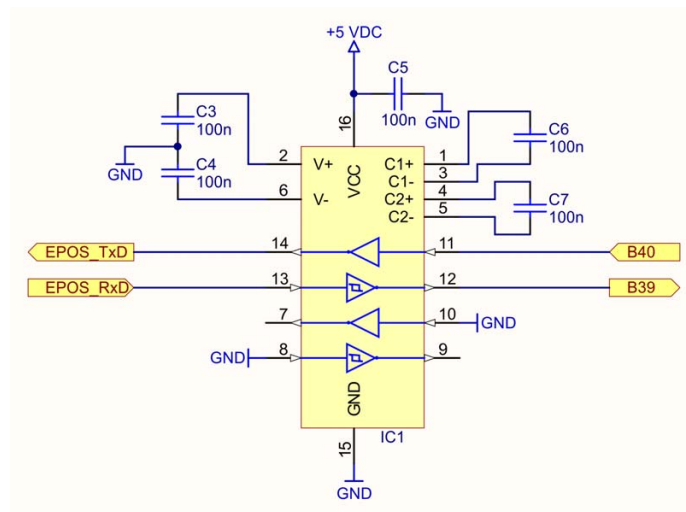 +5 VDC
C5
100n
GND
16
C3
100n
GND
C4
100n
C6
100n
C7
100n
2
V+
VCC
C1+
1
C1-
3
6
V-
C2+
4
C2-
5
EPOS_TxD
14
11
B40
EPOS_RxD
13
12
B39
7
10
GND
GND
8
9
GND
IC1
15
GND